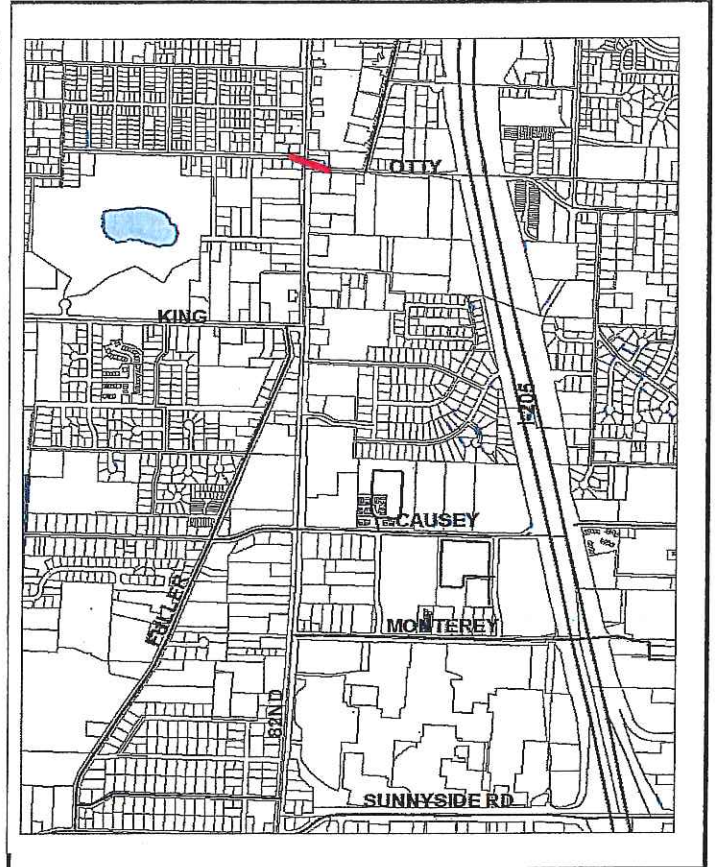 OTTY
KING
I-205
CAUSEY
FULLER
MONTEREY
82ND
SUNNYSIDE RD